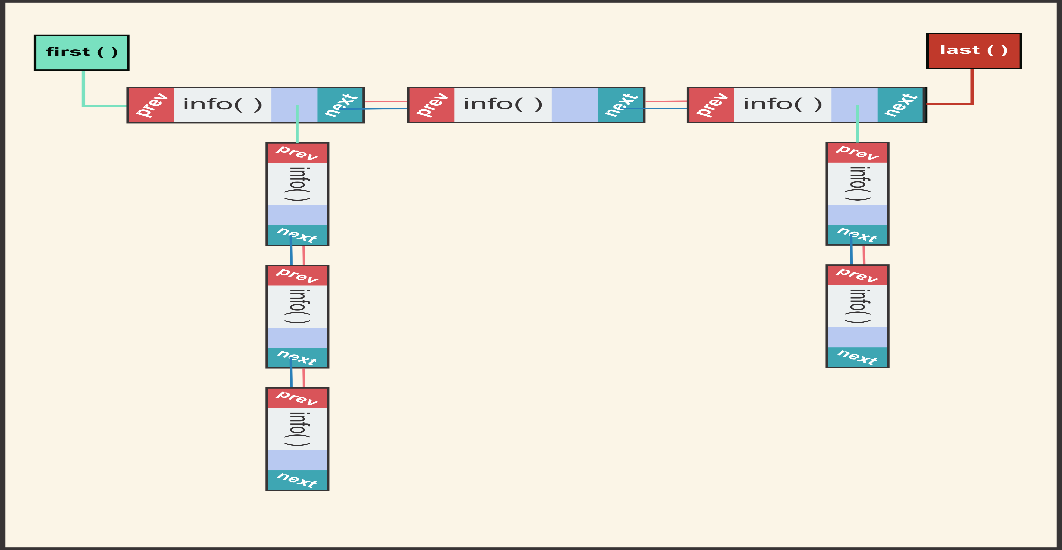 first ( )
last ( )
prev info( ) next prev info( ) next prev info( ) next
prev
info()
next
prev
info()
next
prev
info()
next
prev
info()
next
prev
info()
next